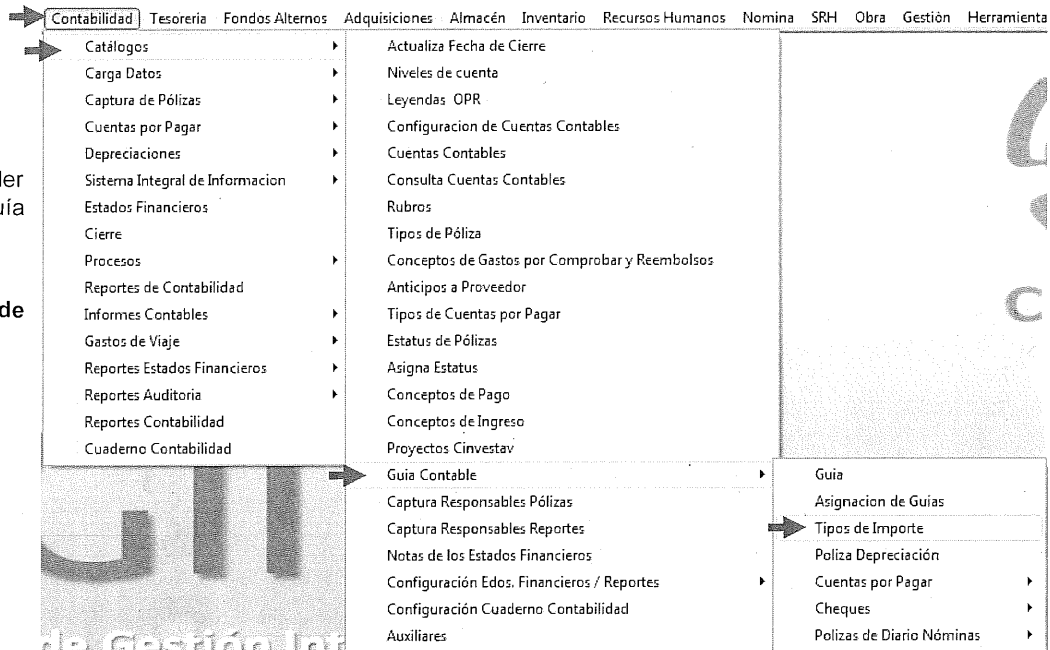 Contabilidad Tesoreria Fondos Alternos Adquisiciones Almacén Inventario Recursos Humanos Nomina SRH Obra Gestión Herramienta
Catálogos
Carga Datos
Captura de Pólizas
Cuentas por Pagar
Depreciaciones
Sistema Integral de Informacion
Estados Financieros
Cierre
Procesos
Reportes de Contabilidad
Informes Contables
Gastos de Viaje
Reportes Estados Financieros
Reportes Auditoria
Reportes Contabilidad
Cuaderno Contabilidad
Actualiza Fecha de Cierre
Niveles de cuenta
Leyendas OPR
Configuracion de Cuentas Contables
Cuentas Contables
Consulta Cuentas Contables
Rubros
Tipos de Póliza
Conceptos de Gastos por Comprobar y Reembolsos
Anticipos a Proveedor
Tipos de Cuentas por Pagar
Estatus de Pólizas
Asigna Estatus
Conceptos de Pago
Conceptos de Ingreso
Proyectos Cinvestav
Guia Contable
Captura Responsables Pólizas
Captura Responsables Reportes
Notas de los Estados Financieros
Configuración Edos. Financieros / Reportes
Configuración Cuaderno Contabilidad
Auxiliares
Guia
Asignacion de Guías
Tipos de Importe
Poliza Depreciación
Cuentas por Pagar
Cheques
Polizas de Diario Nóminas
ler
uía
de
de Gestión Int